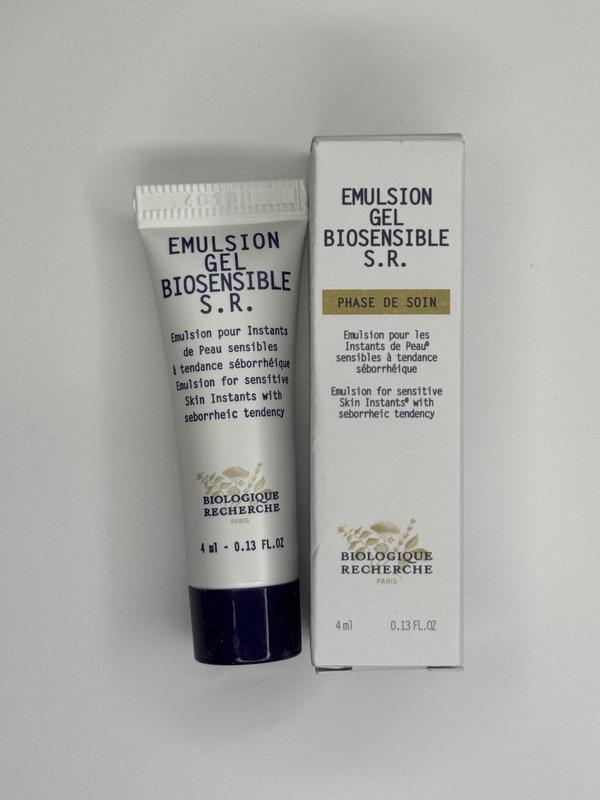 EMULSION
GEL
BIOSENSIBLE
S.R.
Emulsion pour Instants
de Peau sensibles
à tendance séborrhéique
Emulsion for sensitive
Skin Instants with
seborrheic tendency
BIOLOGIQUE
RECHERCHE
PARIS
4 ml - 0.13 FL.OZ
EMULSION
GEL
BIOSENSIBLE
S.R.
PHASE DE SOIN
Emulsion pour les
Instants de Peau®
sensibles à tendance
séborrhéique
Emulsion for sensitive
Skin Instants® with
seborrheic tendency
BIOLOGIQUE
RECHERCHE
PARIS
4 ml 0.13 FL.OZ